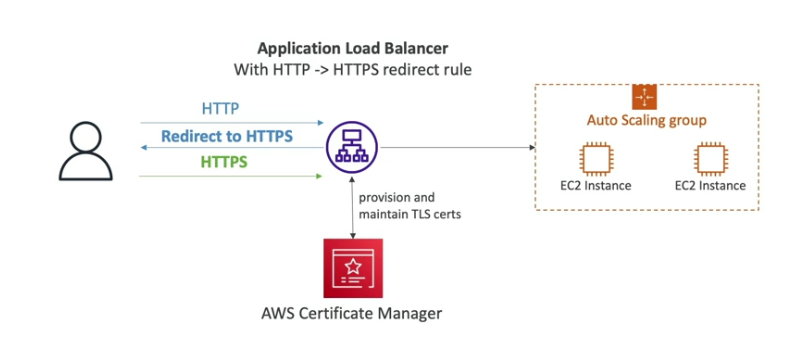 Application Load Balancer
With HTTP -> HTTPS redirect rule
HTTP
Redirect to HTTPS
HTTPS
Auto Scaling group
EC2 Instance
EC2 Instance
provision and
maintain TLS certs
AWS Certificate Manager